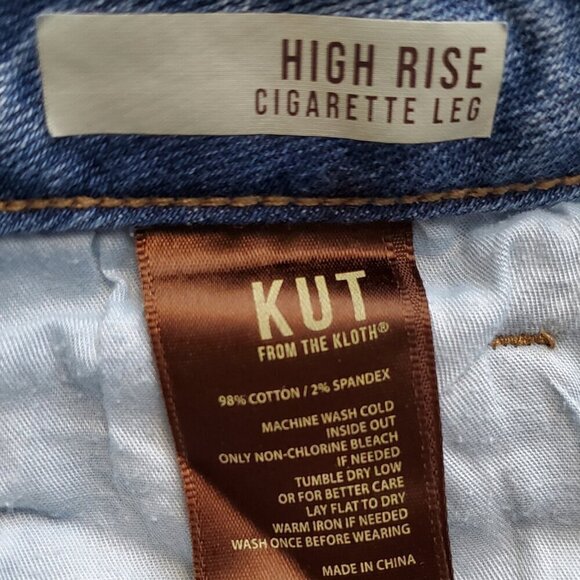 HIGH RISE
CIGARETTE LEG
KUT
FROM THE KLOTH®
98% COTTON / 2% SPANDEX
MACHINE WASH COLD
INSIDE OUT
ONLY NON-CHLORINE BLEACH
IF NEEDED
TUMBLE DRY LOW
OR FOR BETTER CARE
LAY FLAT TO DRY
WARM IRON IF NEEDED
WASH ONCE BEFORE WEARING
MADE IN CHINA